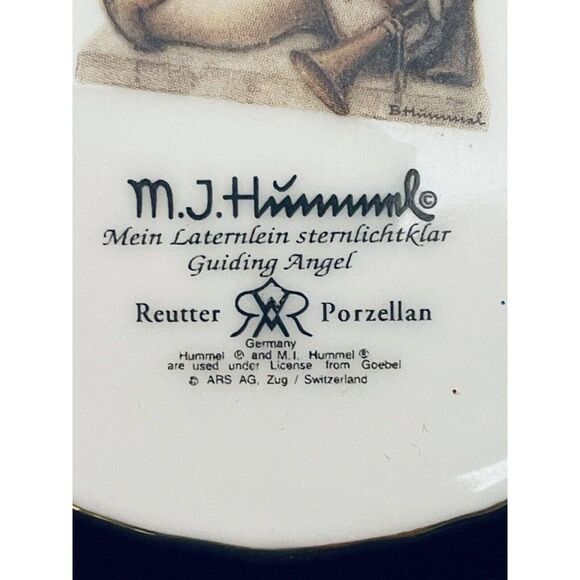 BHummel
M.J.Hummel©
Mein Laternlein sternlichtklar
Guiding Angel
Reutter Porzellan
Germany
Hummel ® and M.I. Hummel ®
are used under License from Goebel
© ARS AG, Zug / Switzerland